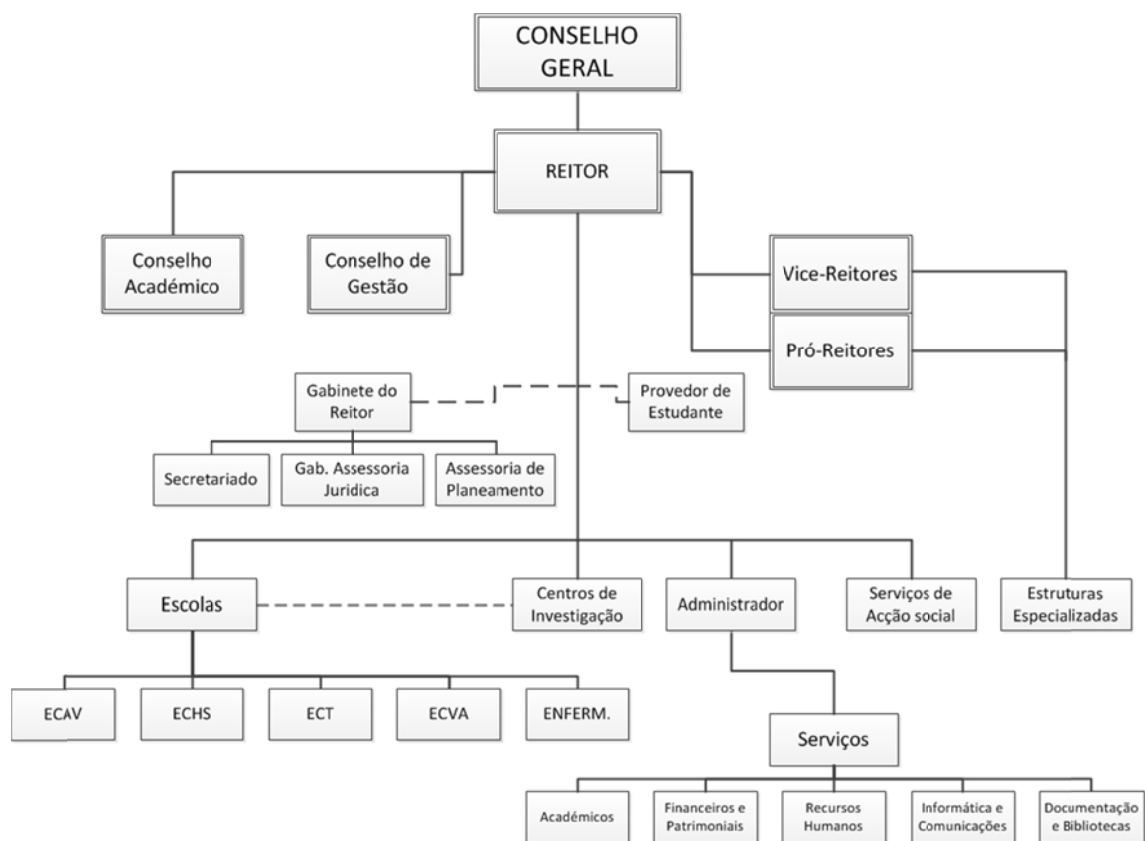 CONSELHO
GERAL
REITOR
Conselho
Académico
Conselho de
Gestão
Vice-Reitores
Pró-Reitores
Gabinete do
Reitor
Provedor de
Estudante
Secretariado
Gab. Assessoria
Juridica
Assessoria de
Planeamento
Escolas
Centros de
Investigação
Administrador
Serviços de
Acção social
Estruturas
Especializadas
ECAV
ECHS
ECT
ECVA
ENFERM.
Serviços
Académicos
Financeiros e
Patrimoniais
Recursos
Humanos
Informática e
Comunicações
Documentação
e Bibliotecas